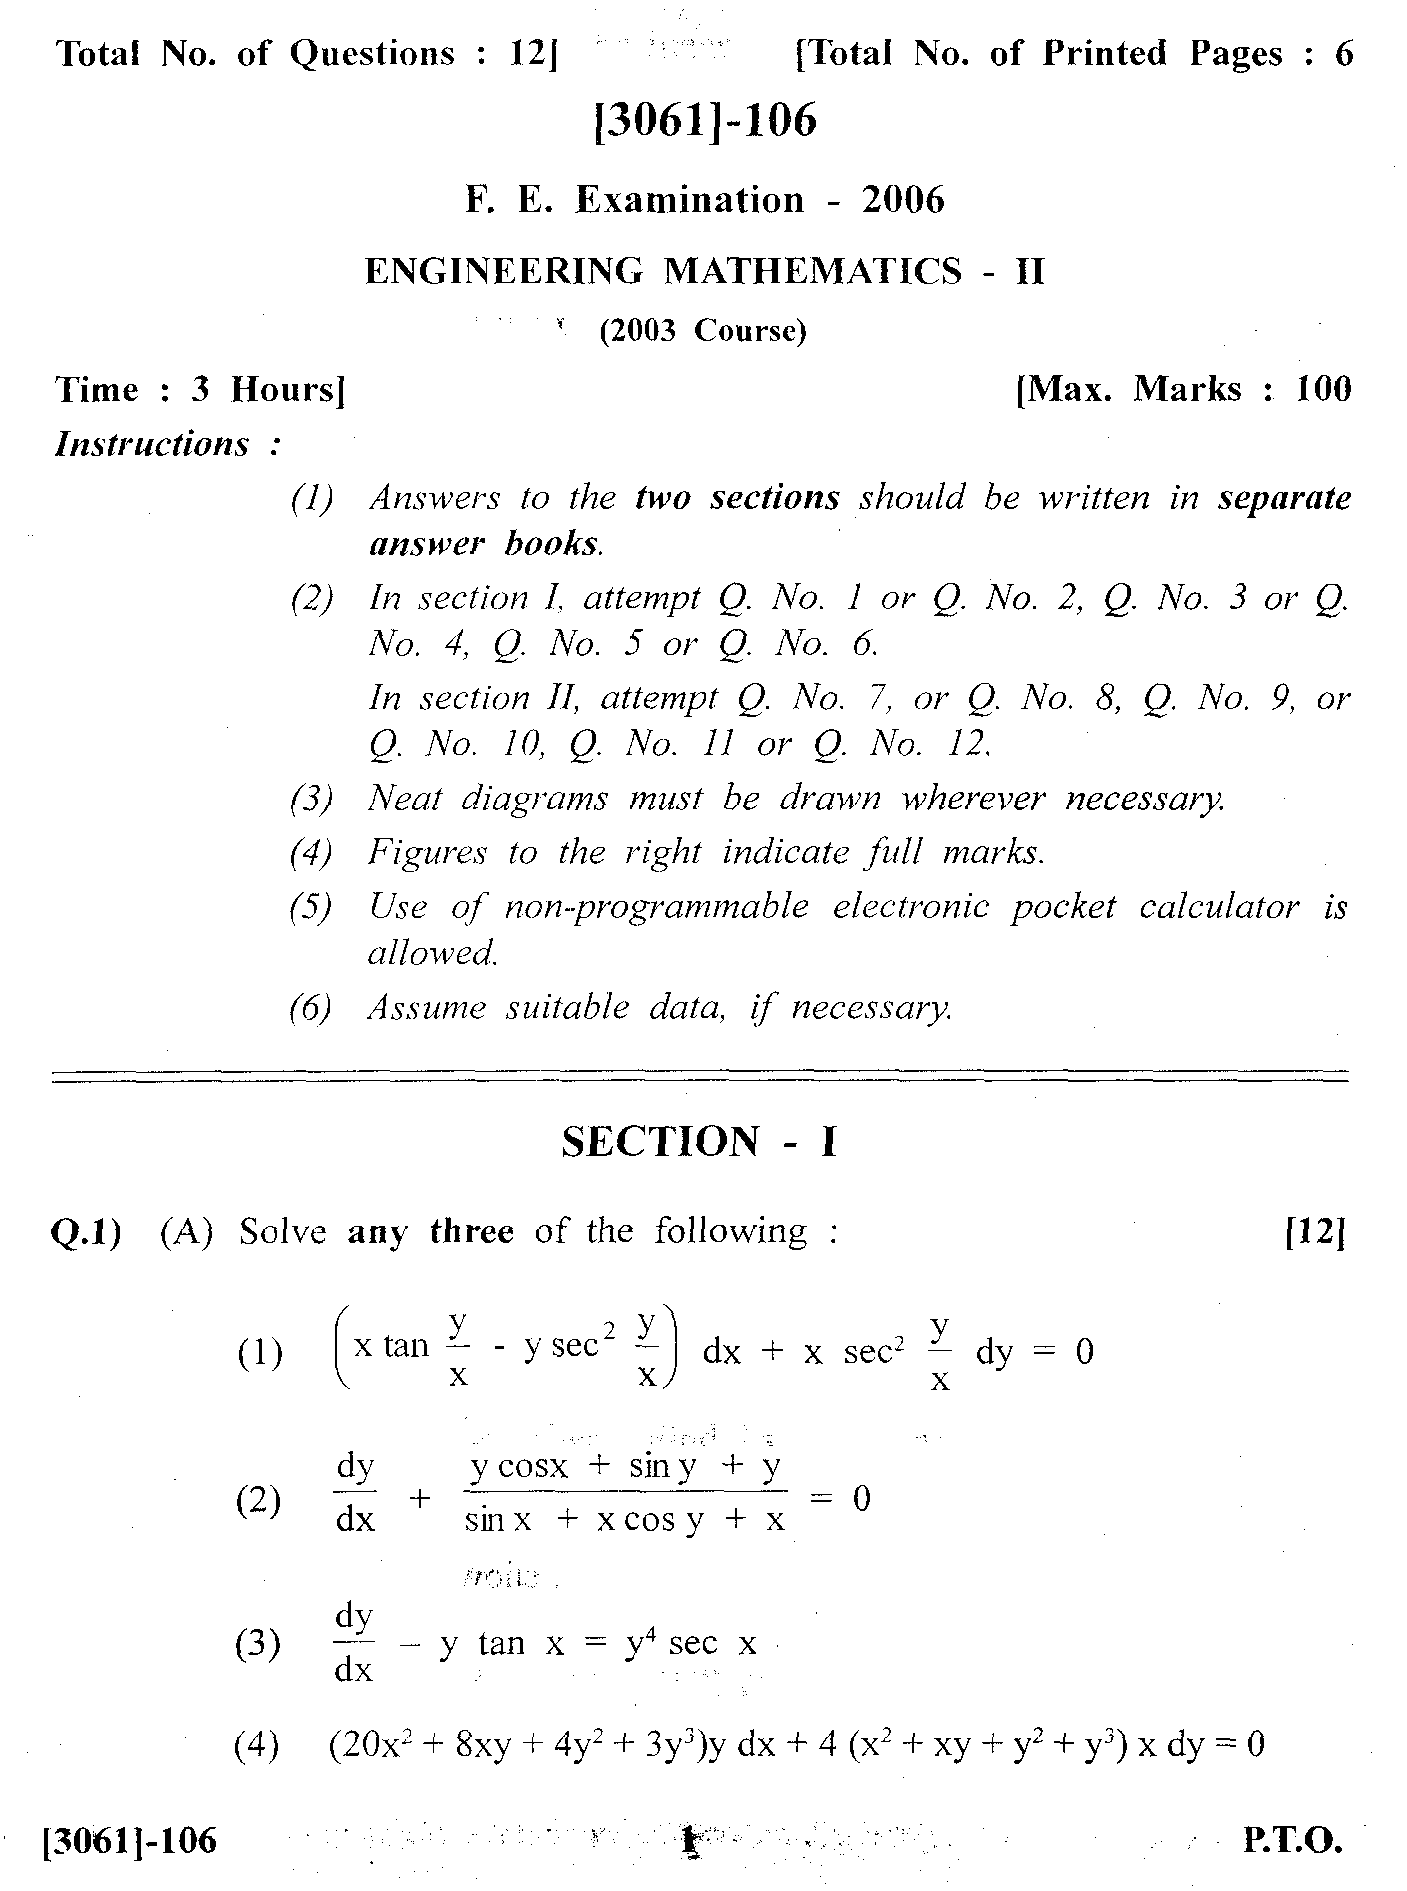 Total No. of Questions : 12] [Total No. of Printed Pages : 6
[3061]-106
F. E. Examination - 2006
ENGINEERING MATHEMATICS - II
(2003 Course)
Time : 3 Hours] [Max. Marks : 100
Instructions :
(1) Answers to the two sections should be written in separate
answer books.
(2) In section I, attempt Q. No. 1 or Q. No. 2, Q. No. 3 or Q.
No. 4, Q. No. 5 or Q. No. 6.
In section II, attempt Q. No. 7, or Q. No. 8, Q. No. 9, or
Q. No. 10, Q. No. 11 or Q. No. 12.
(3) Neat diagrams must be drawn wherever necessary.
(4) Figures to the right indicate full marks.
(5) Use of non-programmable electronic pocket calculator is
allowed.
(6) Assume suitable data, if necessary.
SECTION - I
Q.1) (A) Solve any three of the following : [12]
(1) (x tan y/x - y sec² y/x) dx + x sec² y/x dy = 0
(2) dy/dx + (y cosx + sin y + y)/(sin x + x cos y + x) = 0
(3) dy/dx – y tan x = y⁴ sec x
(4) (20x² + 8xy + 4y² + 3y³)y dx + 4 (x² + xy + y² + y³) x dy = 0
[3061]-106 1 P.T.O.